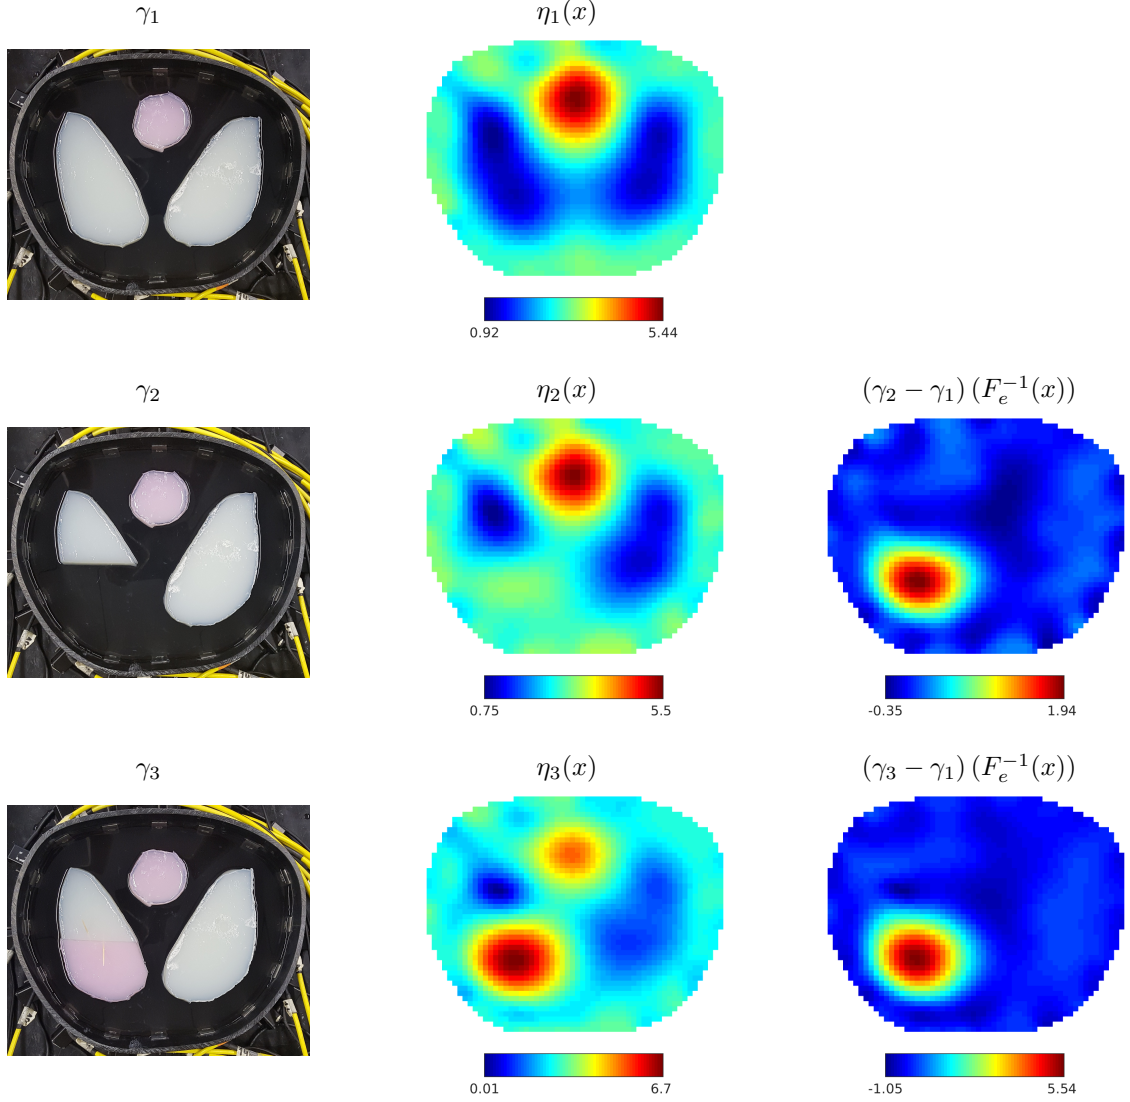 γ₁ η₁(x)
0.92 5.44
γ₂ η₂(x) (γ₂ − γ₁) (Fₑ⁻¹(x))
0.75 5.5 -0.35 1.94
γ₃ η₃(x) (γ₃ − γ₁) (Fₑ⁻¹(x))
0.01 6.7 -1.05 5.54